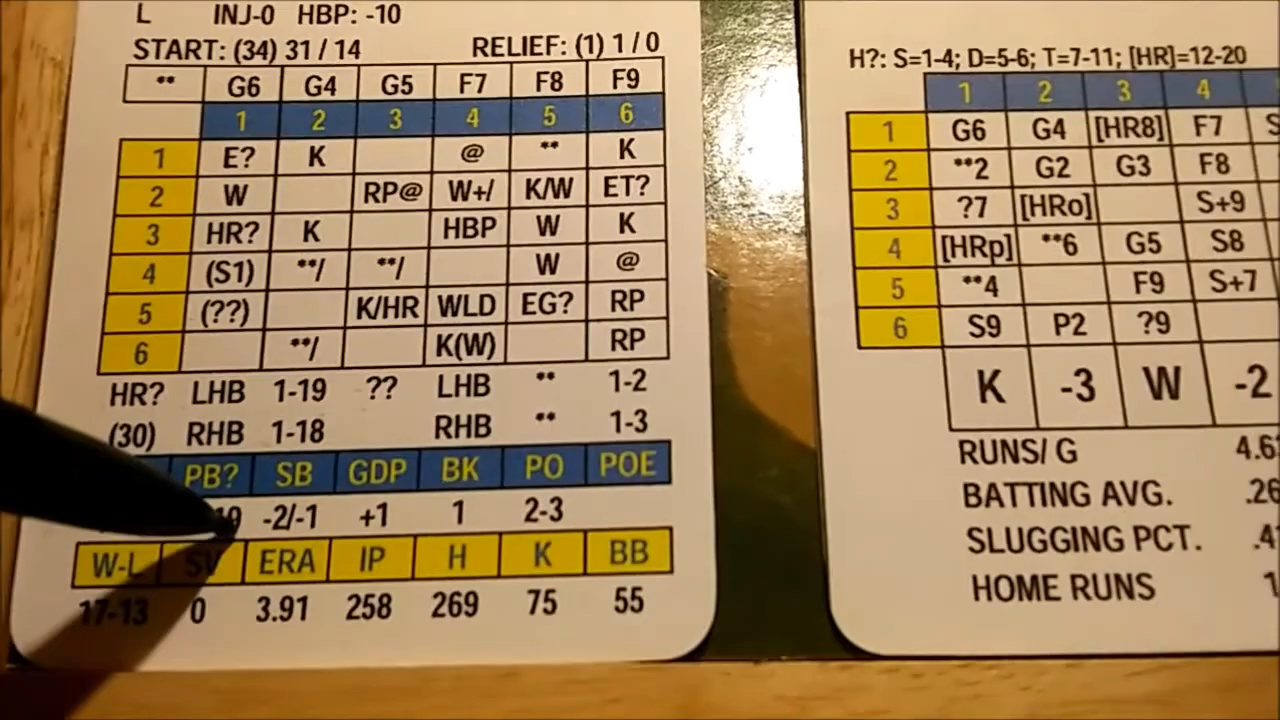 L INJ-0 HBP: -10
START: (34) 31 / 14 RELIEF: (1) 1 / 0
** G6 G4 G5 F7 F8 F9
1 2 3 4 5 6
1 E? K @ ** K
2 W RP@ W+/ K/W ET?
3 HR? K HBP W K
4 (S1) **/ **/ W @
5 (??) K/HR WLD EG? RP
6 **/ K(W) RP
HR? LHB 1-19 ?? LHB ** 1-2
(30) RHB 1-18 RHB ** 1-3
PB? SB GDP BK PO POE
-2/-1 +1 1 2-3
W-L SV ERA IP H K BB
17-13 0 3.91 258 269 75 55
H?: S=1-4; D=5-6; T=7-11; [HR]=12-20
1 2 3 4
1 G6 G4 [HR8] F7
2 **2 G2 G3 F8
3 ?7 [HRo] S+9
4 [HRp] **6 G5 S8
5 **4 F9 S+7
6 S9 P2 ?9
K -3 W -2
RUNS/ G 4.6
BATTING AVG. .26
SLUGGING PCT. .4
HOME RUNS 1